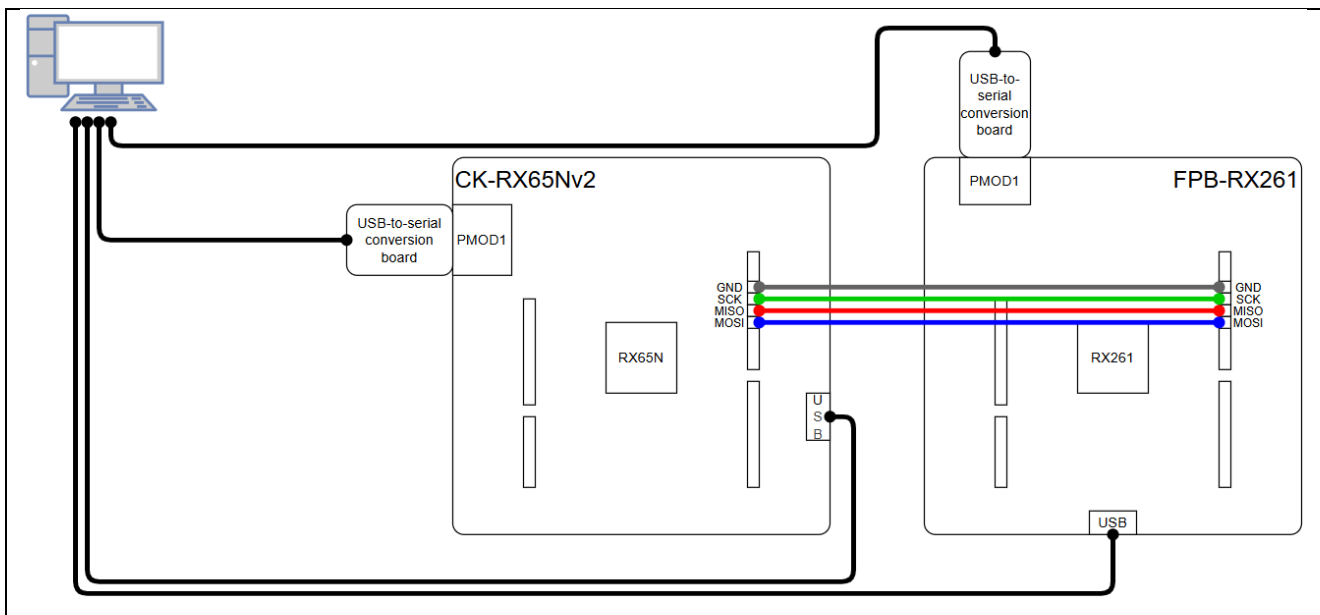 USB-to-
serial
conversion
board
CK-RX65Nv2
PMOD1
FPB-RX261
USB-to-serial
conversion
board
PMOD1
GND
SCK
MISO
MOSI
GND
SCK
MISO
MOSI
RX65N
RX261
U
S
B
USB